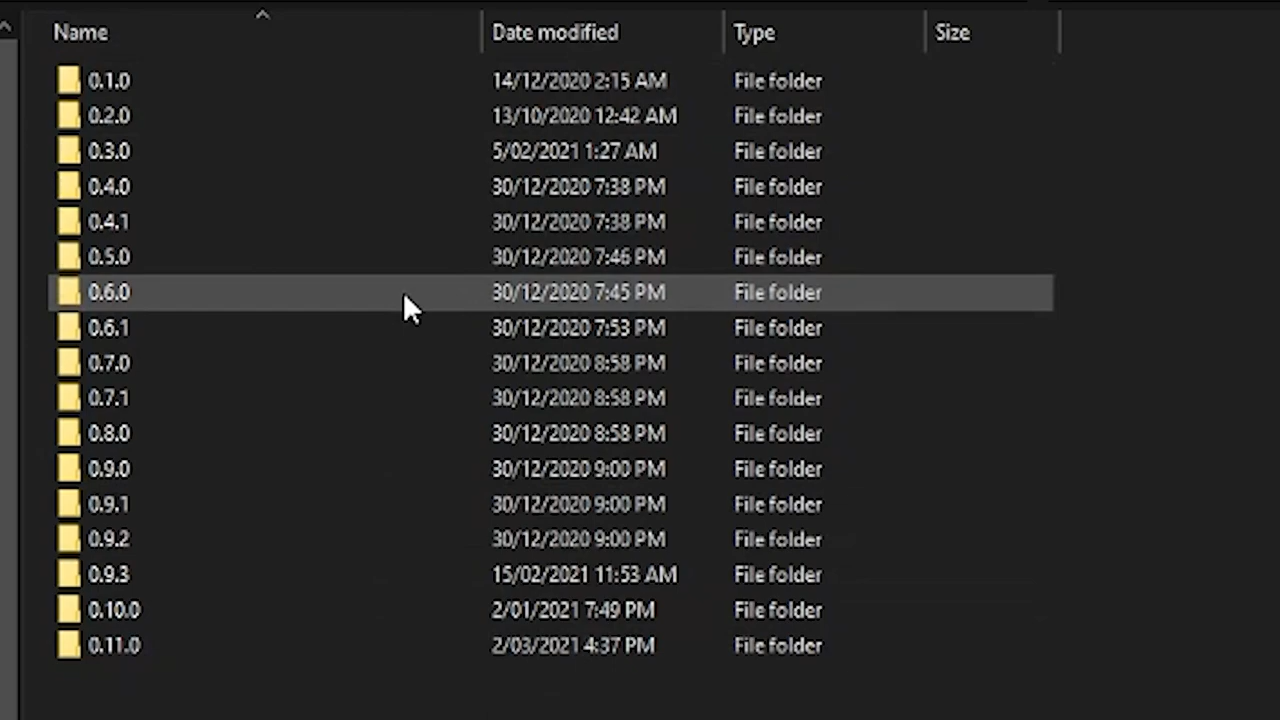 Name Date modified Type Size
0.1.0 14/12/2020 2:15 AM File folder
0.2.0 13/10/2020 12:42 AM File folder
0.3.0 5/02/2021 1:27 AM File folder
0.4.0 30/12/2020 7:38 PM File folder
0.4.1 30/12/2020 7:38 PM File folder
0.5.0 30/12/2020 7:46 PM File folder
0.6.0 30/12/2020 7:45 PM File folder
0.6.1 30/12/2020 7:53 PM File folder
0.7.0 30/12/2020 8:58 PM File folder
0.7.1 30/12/2020 8:58 PM File folder
0.8.0 30/12/2020 8:58 PM File folder
0.9.0 30/12/2020 9:00 PM File folder
0.9.1 30/12/2020 9:00 PM File folder
0.9.2 30/12/2020 9:00 PM File folder
0.9.3 15/02/2021 11:53 AM File folder
0.10.0 2/01/2021 7:49 PM File folder
0.11.0 2/03/2021 4:37 PM File folder